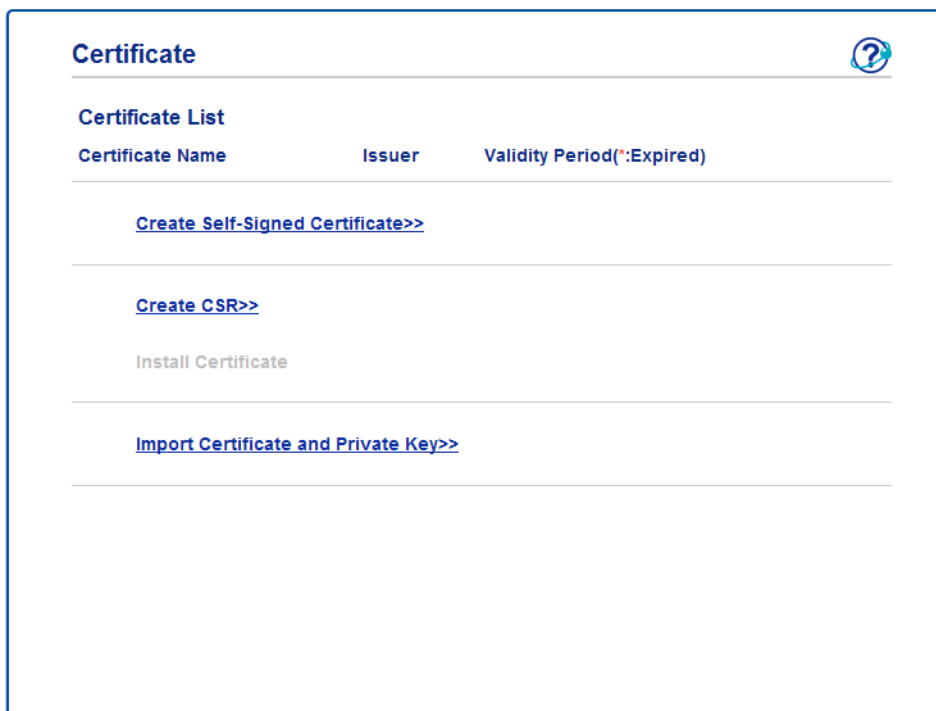 Certificate
?
Certificate List
Certificate Name Issuer Validity Period(*:Expired)
Create Self-Signed Certificate>>
Create CSR>>
Install Certificate
Import Certificate and Private Key>>